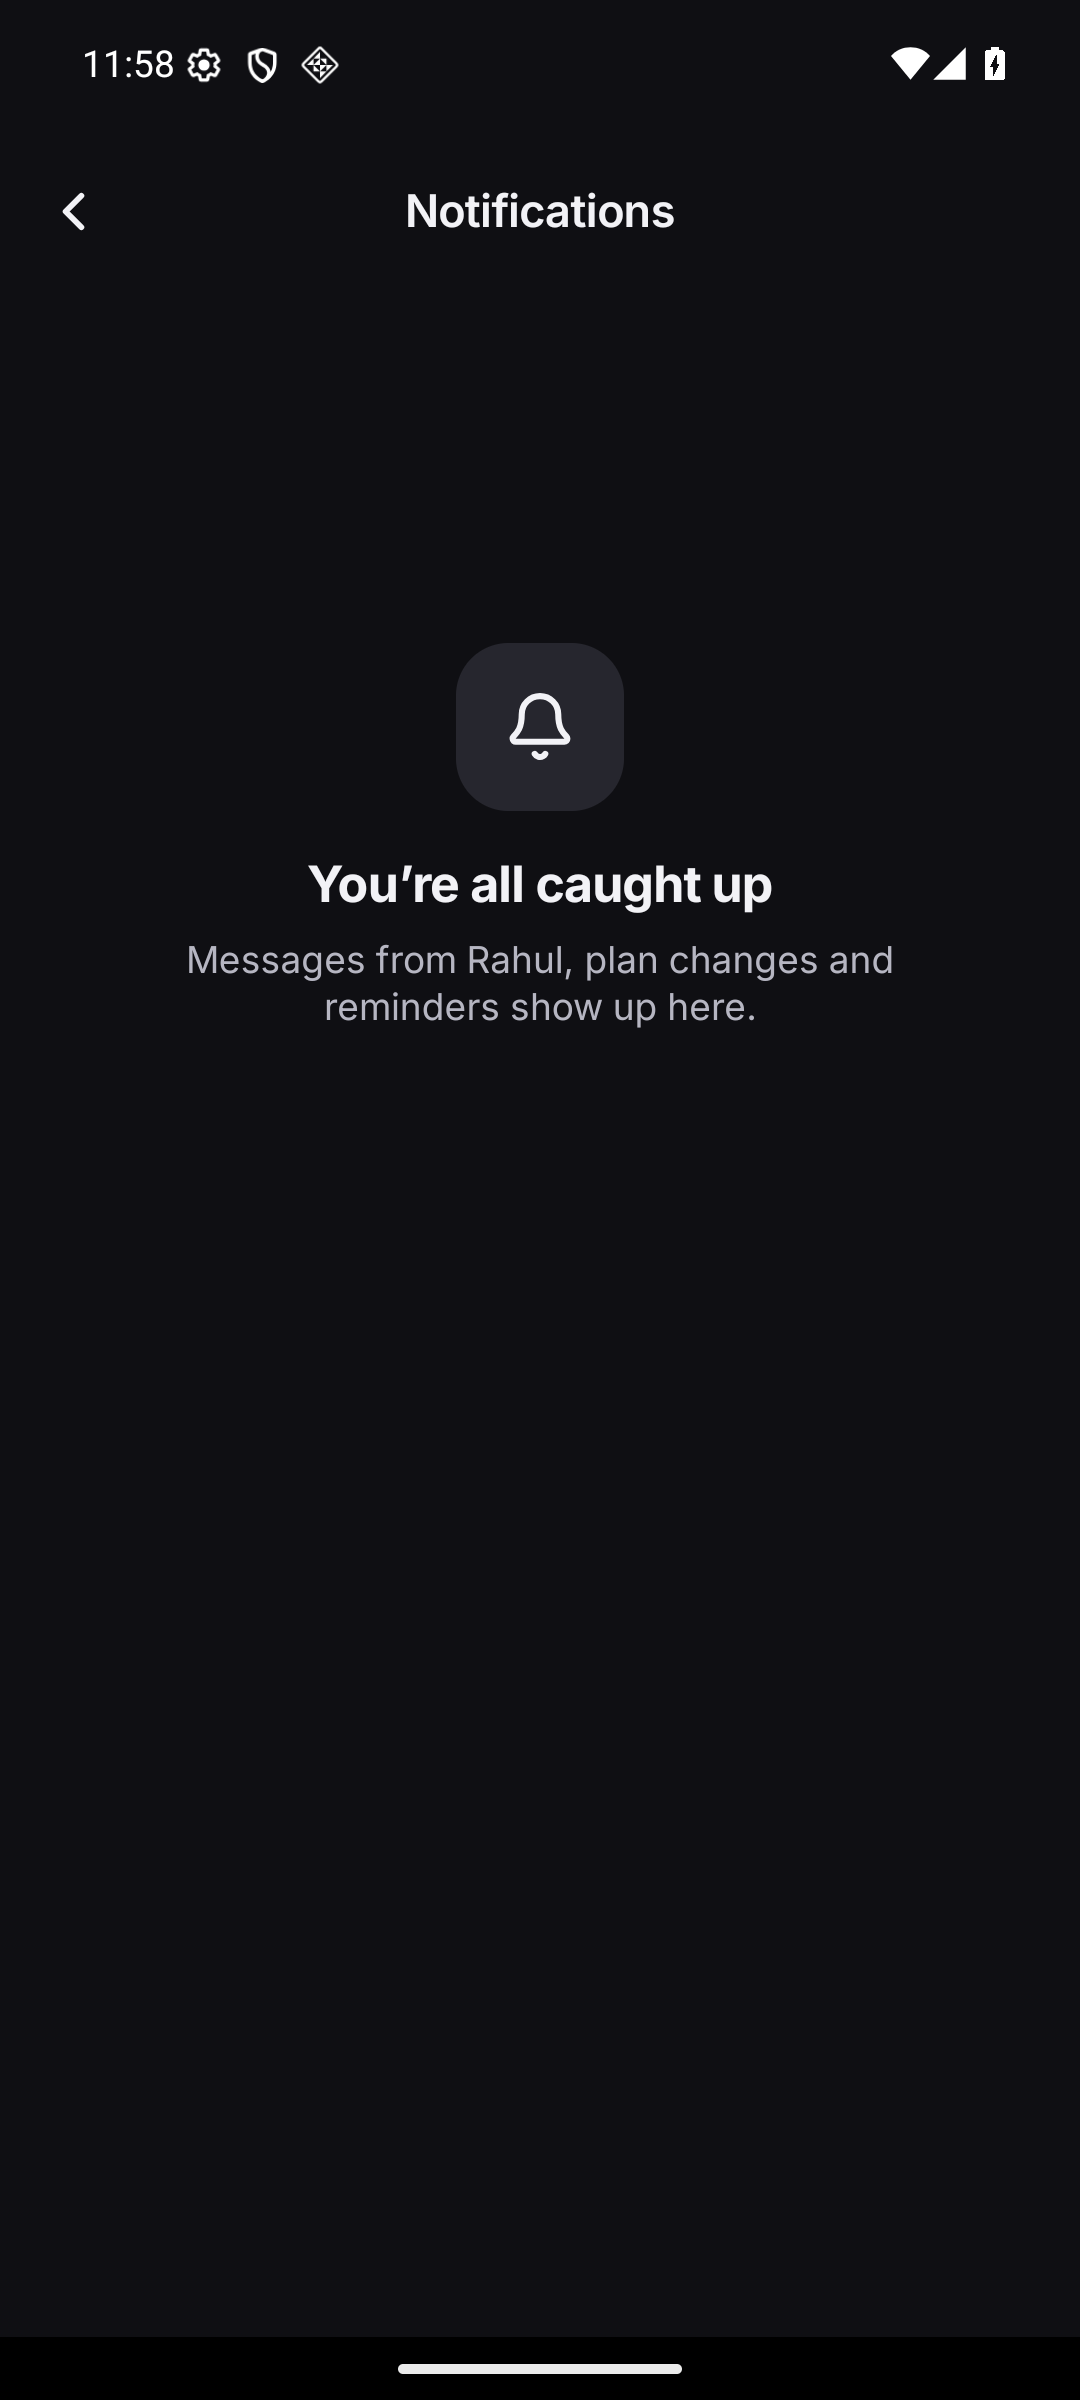 11:58
Notifications
You’re all caught up
Messages from Rahul, plan changes and
reminders show up here.